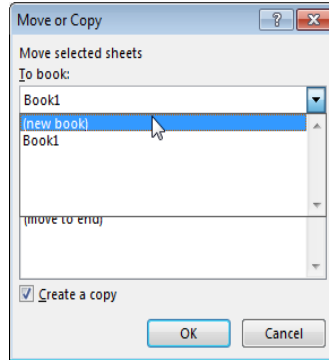 Move or Copy
Move selected sheets
To book:
Book1
(new book)
Book1
(move to end)
Create a copy
OK
Cancel